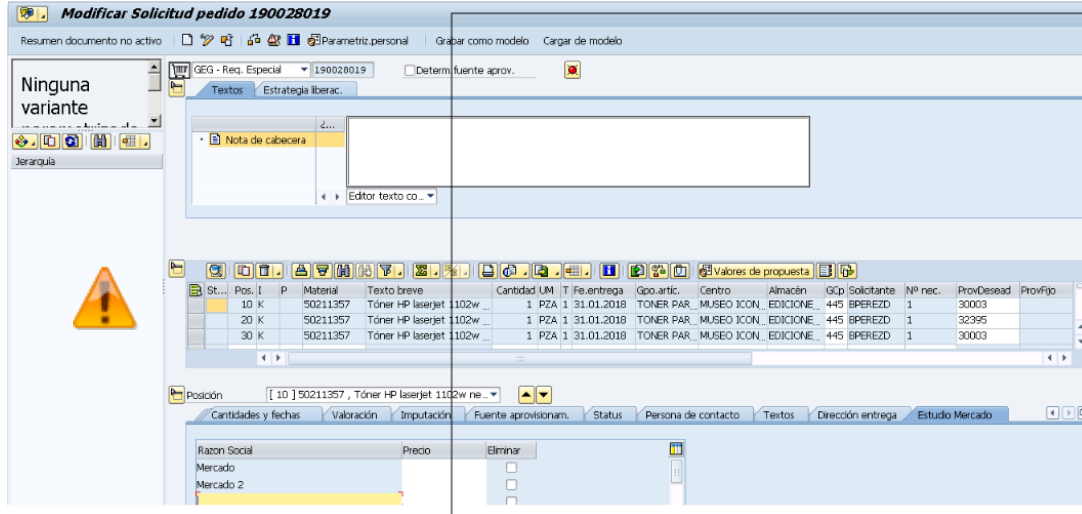 Modificar Solicitud pedido 190028019
Resumen documento no activo Parametriz.personal Grabar como modelo Cargar de modelo
Ninguna
variante
GEG - Req. Especial 190028019 Determ.fuente aprov.
Textos Estrategia liberac.
¿...
Nota de cabecera
Editor texto co...
Jerarquía
Valores de propuesta
St... Pos. I P Material Texto breve Cantidad UM T Fe.entrega Gpo.artíc. Centro Almacén GCp Solicitante Nº nec. ProvDesead ProvFijo
10 K 50211357 Tóner HP laserjet 1102w ... 1 PZA 1 31.01.2018 TONER PAR... MUSEO ICON... EDICIONE... 445 BPEREZD 1 30003
20 K 50211357 Tóner HP laserjet 1102w ... 1 PZA 1 31.01.2018 TONER PAR... MUSEO ICON... EDICIONE... 445 BPEREZD 1 32395
30 K 50211357 Tóner HP laserjet 1102w ... 1 PZA 1 31.01.2018 TONER PAR... MUSEO ICON... EDICIONE... 445 BPEREZD 1 30003
Posición [ 10 ] 50211357 , Tóner HP laserjet 1102w ne...
Cantidades y fechas Valoración Imputación Fuente aprovisionam. Status Persona de contacto Textos Dirección entrega Estudio Mercado
Razon Social Precio Eliminar
Mercado
Mercado 2